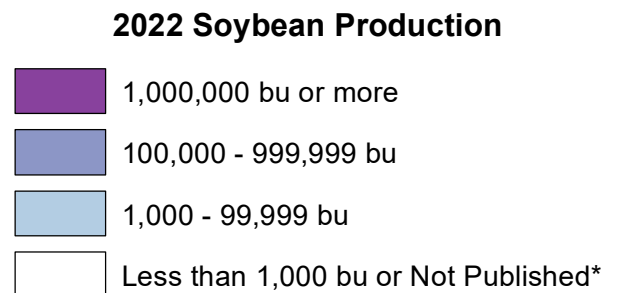 2022 Soybean Production
1,000,000 bu or more
100,000 - 999,999 bu
1,000 - 99,999 bu
Less than 1,000 bu or Not Published*